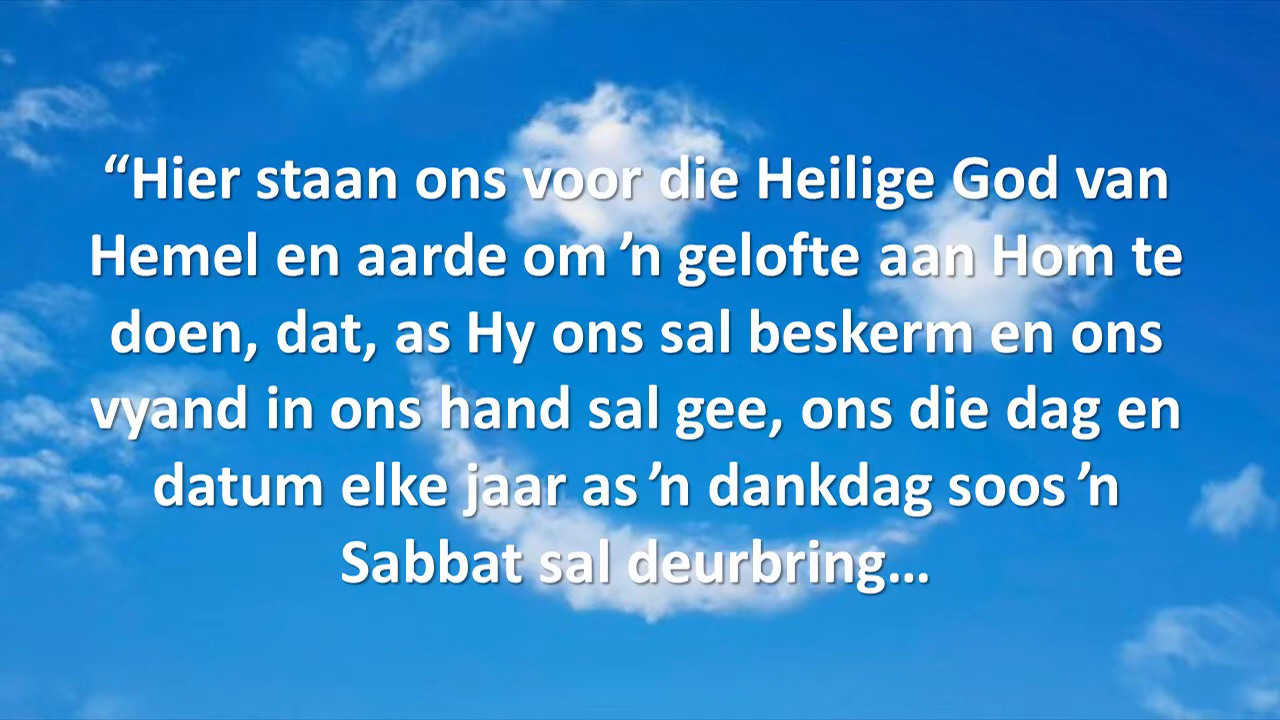 “Hier staan ons voor die Heilige God van
Hemel en aarde om ’n gelofte aan Hom te
doen, dat, as Hy ons sal beskerm en ons
vyand in ons hand sal gee, ons die dag en
datum elke jaar as ’n dankdag soos ’n
Sabbat sal deurbring…